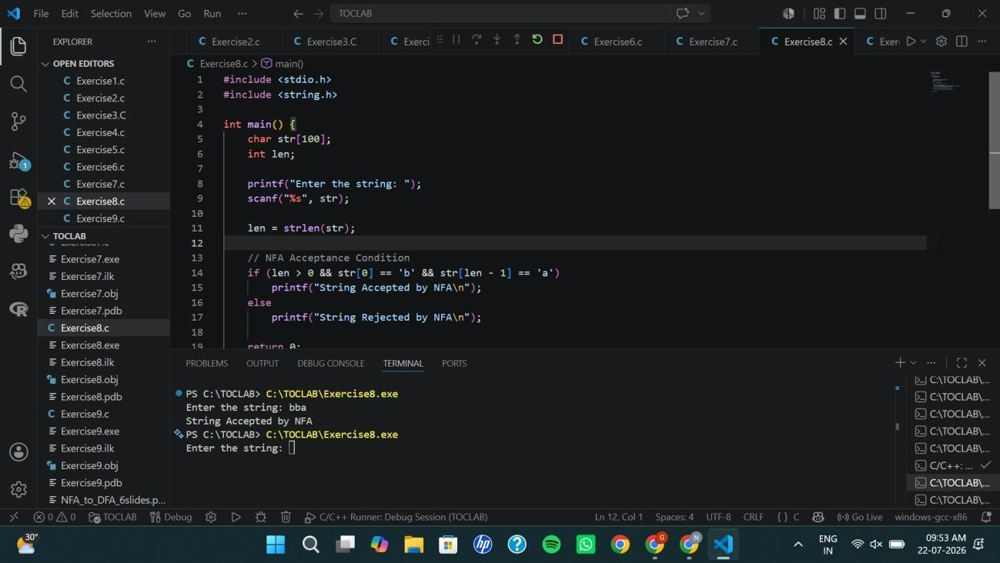 File Edit Selection View Go Run ···
TOCLAB
EXPLORER
OPEN EDITORS
C Exercise1.c
C Exercise2.c
C Exercise3.C
C Exercise4.c
C Exercise5.c
C Exercise6.c
C Exercise7.c
C Exercise8.c
C Exercise9.c
TOCLAB
Exercise7.c
Exercise7.exe
Exercise7.ilk
Exercise7.obj
Exercise7.pdb
C Exercise8.c
Exercise8.exe
Exercise8.ilk
Exercise8.obj
Exercise8.pdb
C Exercise9.c
Exercise9.exe
Exercise9.ilk
Exercise9.obj
Exercise9.pdb
NFA_to_DFA_6slides.p...
1
C Exercise2.c C Exercise3.C C Exerci C Exercise6.c C Exercise7.c C Exercise8.c C Exer
C Exercise8.c > main()
1 #include <stdio.h>
2 #include <string.h>
3
4 int main() {
5 char str[100];
6 int len;
7
8 printf("Enter the string: ");
9 scanf("%s", str);
10
11 len = strlen(str);
12
13 // NFA Acceptance Condition
14 if (len > 0 && str[0] == 'b' && str[len - 1] == 'a')
15 printf("String Accepted by NFA\n");
16 else
17 printf("String Rejected by NFA\n");
18
19 return 0;
PROBLEMS OUTPUT DEBUG CONSOLE TERMINAL PORTS
PS C:\TOCLAB> C:\TOCLAB\Exercise8.exe
Enter the string: bba
String Accepted by NFA
PS C:\TOCLAB> C:\TOCLAB\Exercise8.exe
Enter the string:
C:\TOCLAB\...
C:\TOCLAB\...
C:\TOCLAB\...
C:\TOCLAB\...
C:\TOCLAB\...
C/C++: ...
C:\TOCLAB\...
C:\TOCLAB\...
0 0 TOCLAB Debug C/C++ Runner: Debug Session (TOCLAB) Ln 12, Col 1 Spaces: 4 UTF-8 CRLF {} C Go Live windows-gcc-x86
30°
hp
G
N
ENG
IN
09:53 AM
22-07-2026